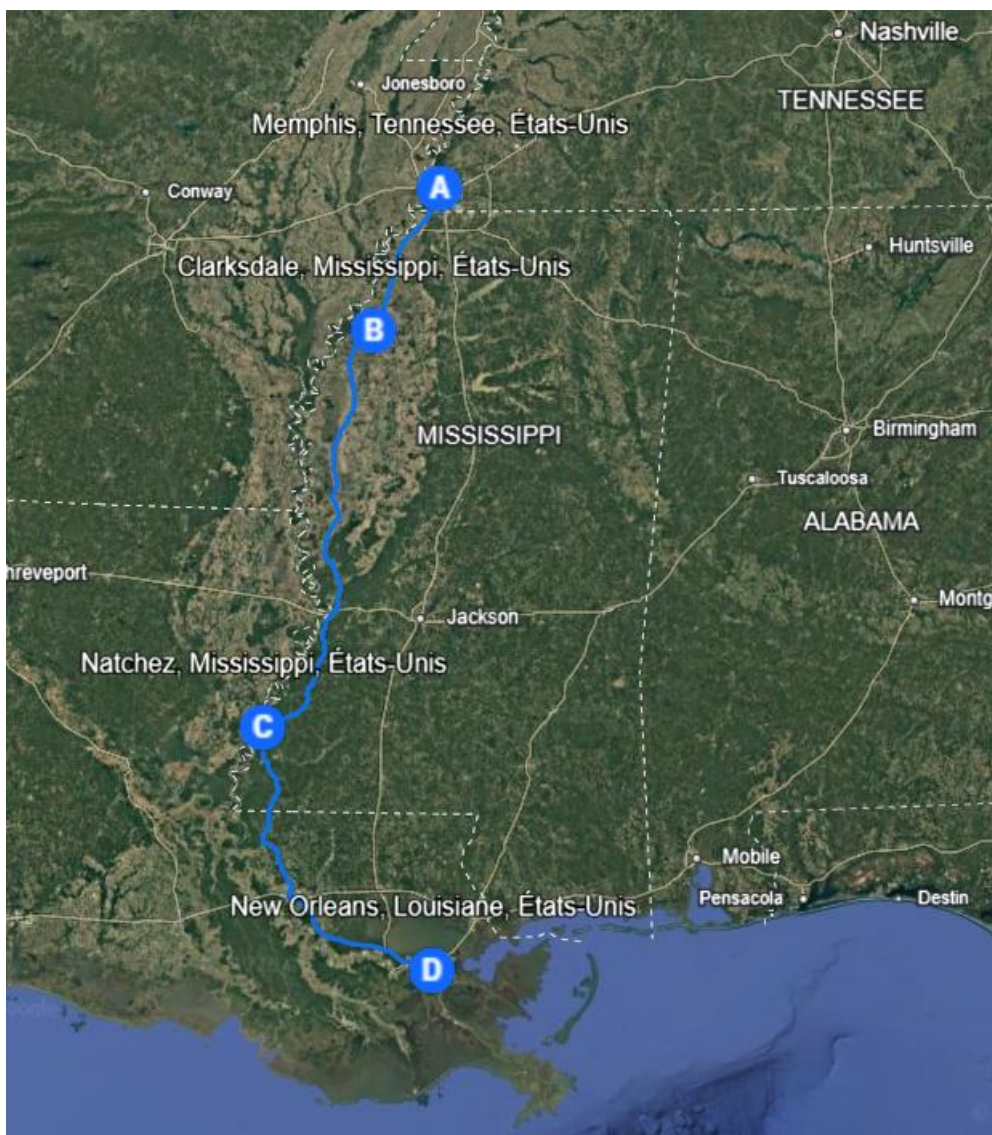 Nashville
Jonesboro
TENNESSEE
Memphis, Tennessee, États-Unis
A
Conway
Huntsville
Clarksdale, Mississippi, États-Unis
B
Birmingham
MISSISSIPPI
Tuscaloosa
ALABAMA
hreveport
Montg
Jackson
Natchez, Mississippi, États-Unis
C
Mobile
Pensacola
Destin
New Orleans, Louisiane, États-Unis
D